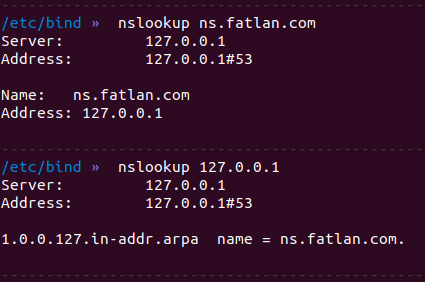 /etc/bind » nslookup ns.fatlan.com
Server: 127.0.0.1
Address: 127.0.0.1#53
Name: ns.fatlan.com
Address: 127.0.0.1
/etc/bind » nslookup 127.0.0.1
Server: 127.0.0.1
Address: 127.0.0.1#53
1.0.0.127.in-addr.arpa name = ns.fatlan.com.